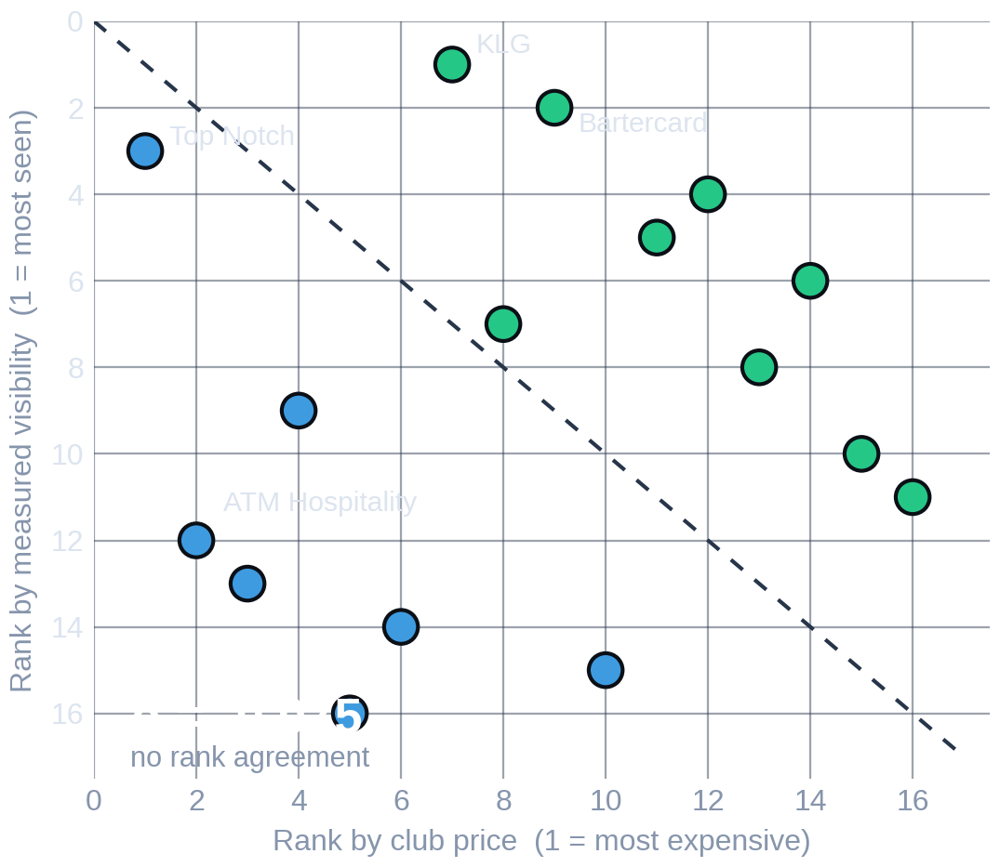 0
KLG
2
Bartercard
Top Notch
4
6
8
10
ATM Hospitality
12
14
16
5
no rank agreement
0 2 4 6 8 10 12 14 16
Rank by club price (1 = most expensive)
Rank by measured visibility (1 = most seen)